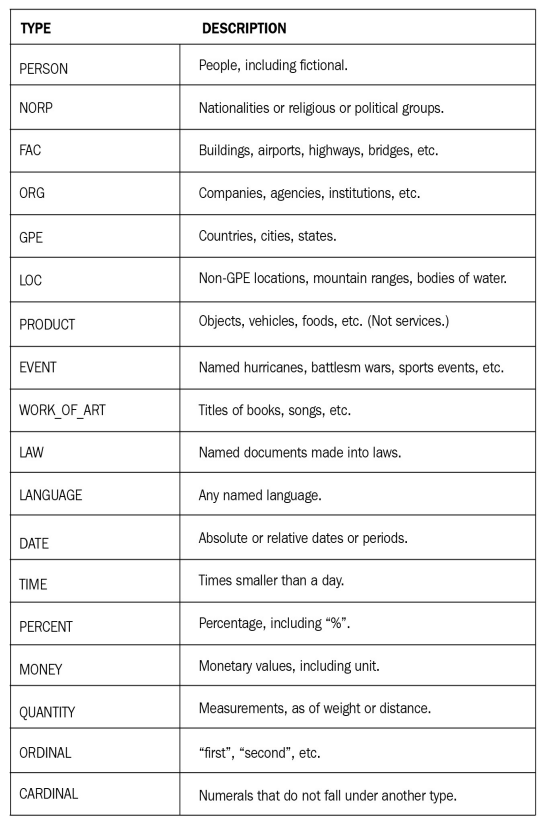 TYPE DESCRIPTION
PERSON People, including fictional.
NORP Nationalities or religious or political groups.
FAC Buildings, airports, highways, bridges, etc.
ORG Companies, agencies, institutions, etc.
GPE Countries, cities, states.
LOC Non-GPE locations, mountain ranges, bodies of water.
PRODUCT Objects, vehicles, foods, etc. (Not services.)
EVENT Named hurricanes, battlesm wars, sports events, etc.
WORK_OF_ART Titles of books, songs, etc.
LAW Named documents made into laws.
LANGUAGE Any named language.
DATE Absolute or relative dates or periods.
TIME Times smaller than a day.
PERCENT Percentage, including “%”.
MONEY Monetary values, including unit.
QUANTITY Measurements, as of weight or distance.
ORDINAL “first”, “second”, etc.
CARDINAL Numerals that do not fall under another type.